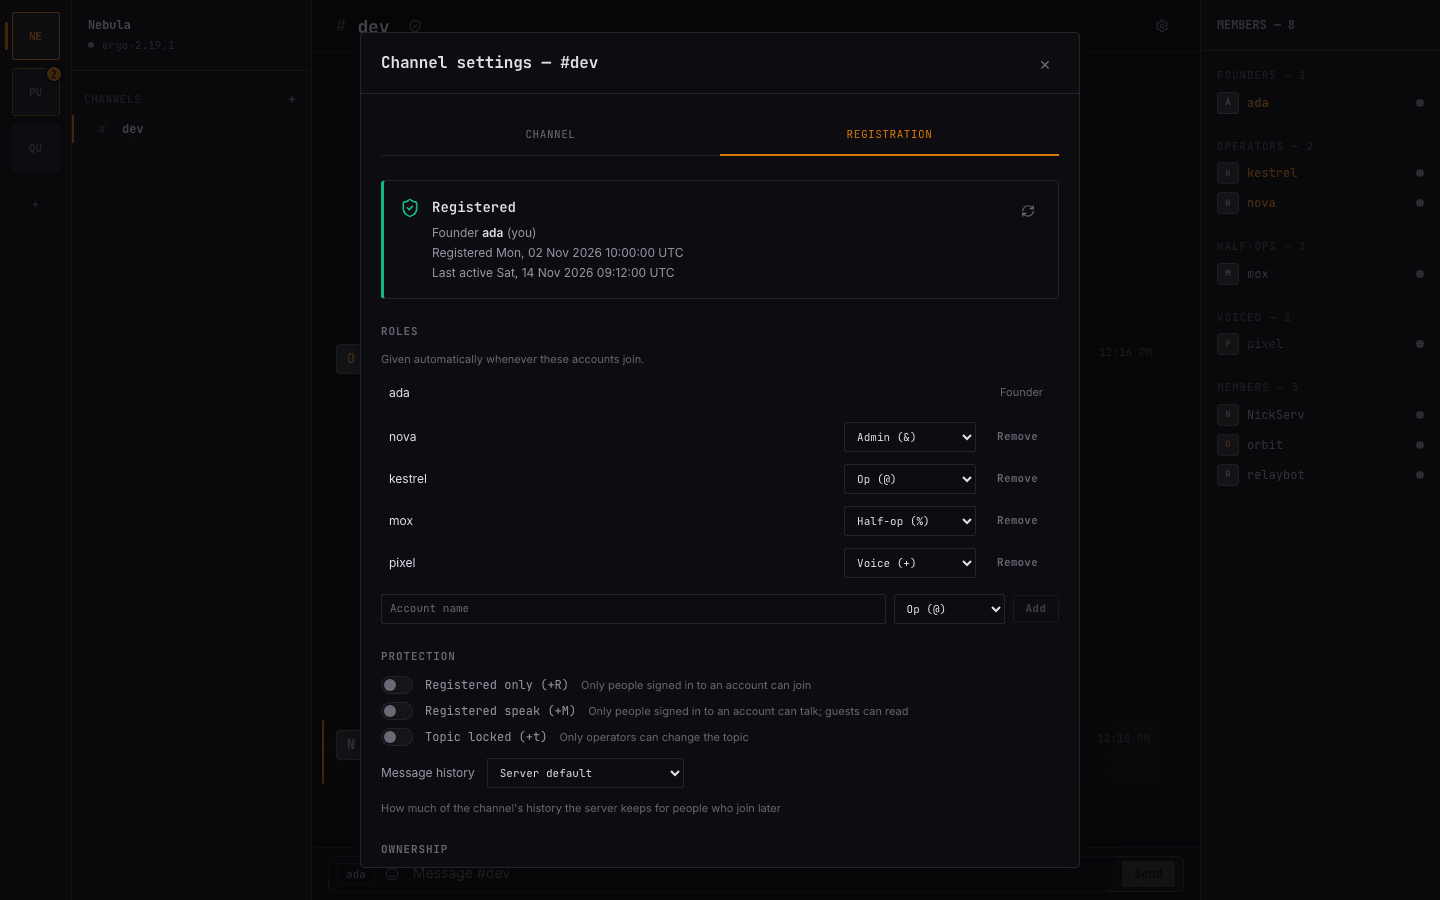 NE
2
PU
QU
+
Nebula
ergo-2.19.1
CHANNELS +
# dev
# dev
Channel settings — #dev ×
CHANNEL REGISTRATION
Registered
Founder ada (you)
Registered Mon, 02 Nov 2026 10:00:00 UTC
Last active Sat, 14 Nov 2026 09:12:00 UTC
ROLES
Given automatically whenever these accounts join.
ada Founder
nova Admin (&) Remove
kestrel Op (@) Remove
mox Half-op (%) Remove
pixel Voice (+) Remove
Account name Op (@) Add
PROTECTION
Registered only (+R) Only people signed in to an account can join
Registered speak (+M) Only people signed in to an account can talk; guests can read
Topic locked (+t) Only operators can change the topic
Message history Server default
How much of the channel's history the server keeps for people who join later
OWNERSHIP
O 12:16 PM
N 12:18 PM
ada Message #dev Send
MEMBERS — 8
FOUNDERS — 1
A ada
OPERATORS — 2
K kestrel
N nova
HALF-OPS — 1
M mox
VOICED — 1
P pixel
MEMBERS — 3
N NickServ
O orbit
R relaybot